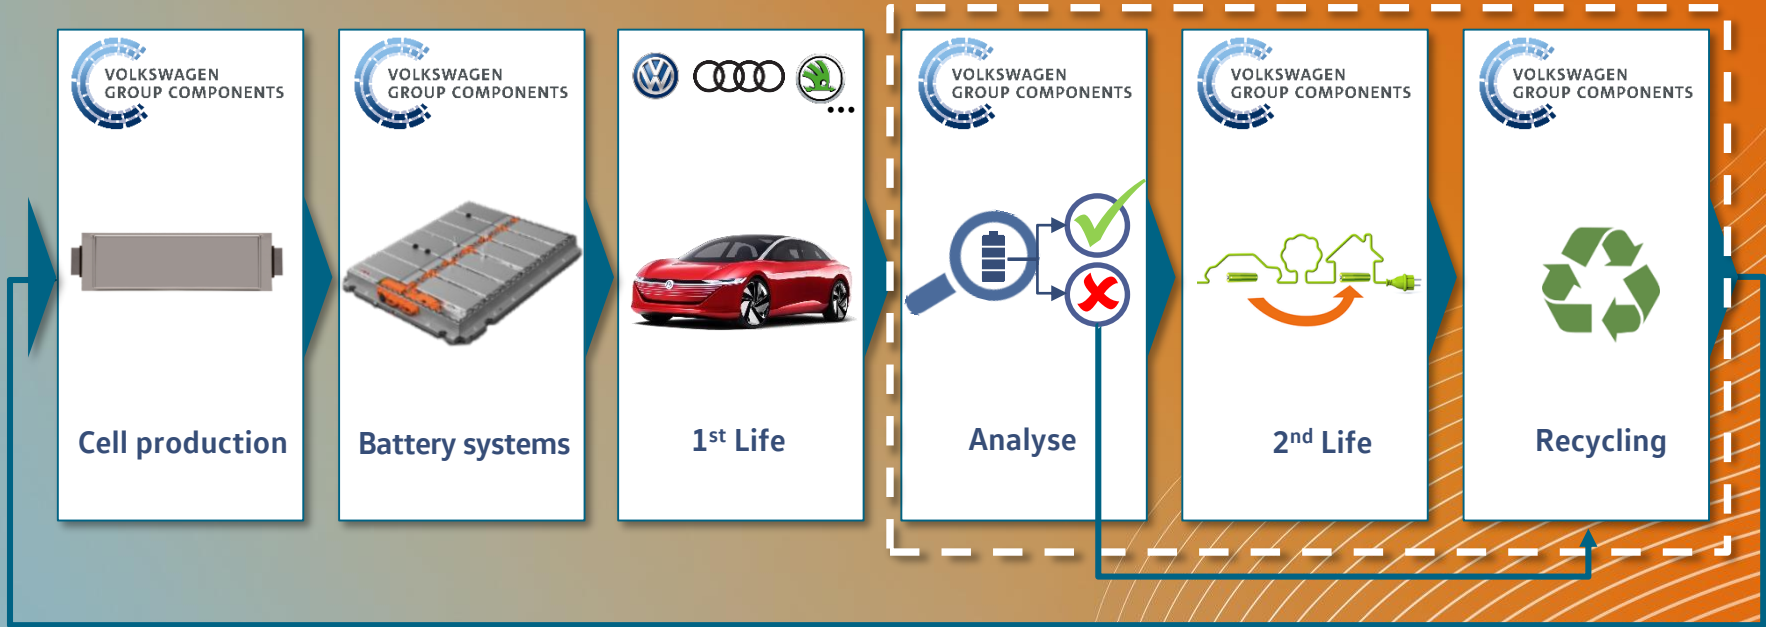 VOLKSWAGEN
GROUP COMPONENTS
Cell production
VOLKSWAGEN
GROUP COMPONENTS
Battery systems
...
1st Life
VOLKSWAGEN
GROUP COMPONENTS
Analyse
VOLKSWAGEN
GROUP COMPONENTS
2nd Life
VOLKSWAGEN
GROUP COMPONENTS
Recycling